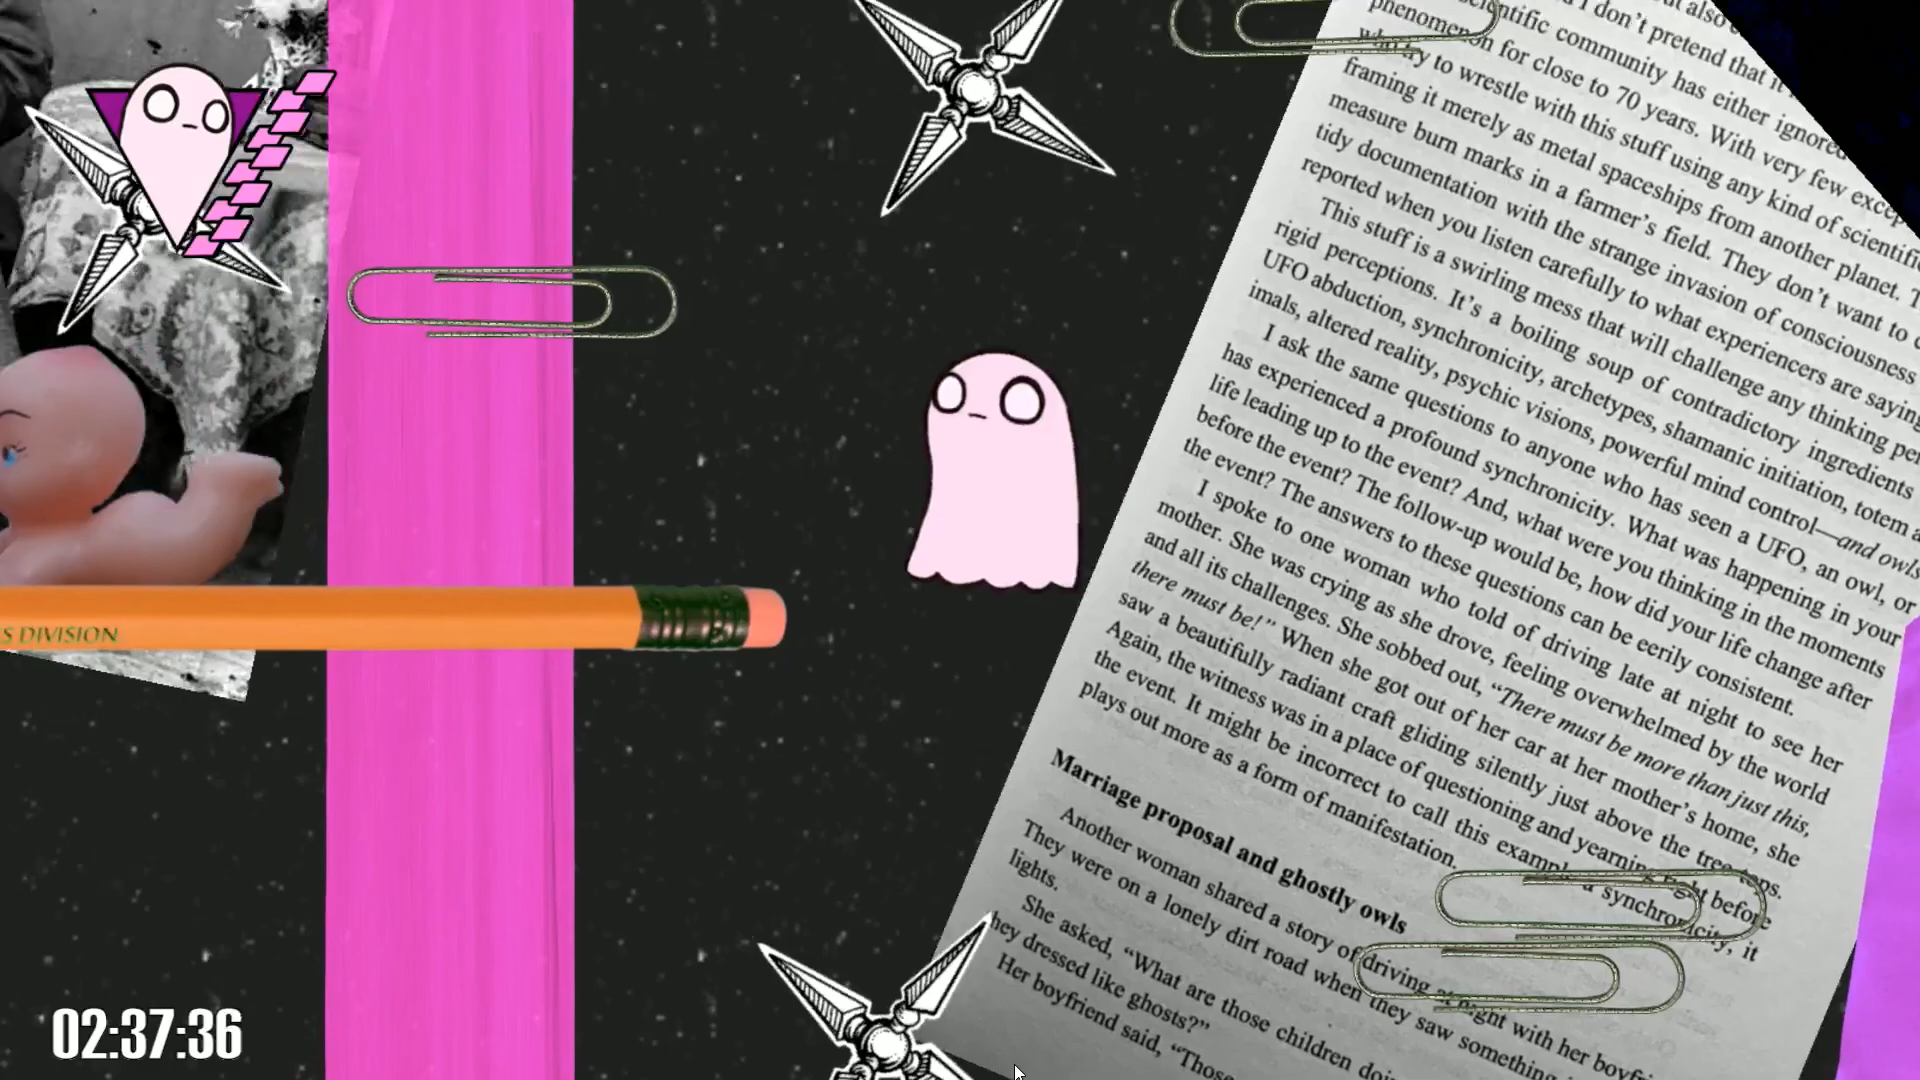 but also
I don't pretend that it
scientific community has either ignored
phenomenon for close to 70 years. With very few excep
who try to wrestle with this stuff using any kind of scientifi
framing it merely as metal spaceships from another planet. T
measure burn marks in a farmer's field. They don't want to c
tidy documentation with the strange invasion of consciousness
reported when you listen carefully to what experiencers are saying
This stuff is a swirling mess that will challenge any thinking per
rigid perceptions. It's a boiling soup of contradictory ingredients
UFO abduction, synchronicity, archetypes, shamanic initiation, totem a
imals, altered reality, psychic visions, powerful mind control—and owls
I ask the same questions to anyone who has seen a UFO, an owl, or
has experienced a profound synchronicity. What was happening in your
life leading up to the event? And, what were you thinking in the moments
before the event? The follow-up would be, how did your life change after
the event? The answers to these questions can be eerily consistent.
I spoke to one woman who told of driving late at night to see her
mother. She was crying as she drove, feeling overwhelmed by the world
and all its challenges. She sobbed out, “There must be more than just this,
there must be!” When she got out of her car at her mother's home, she
saw a beautifully radiant craft gliding silently just above the tree tops.
Again, the witness was in a place of questioning and yearning right before
the event. It might be incorrect to call this example a synchronicity, it
plays out more as a form of manifestation.
Marriage proposal and ghostly owls
Another woman shared a story of driving at night with her boyfri
They were on a lonely dirt road when they saw something
lights.
She asked, “What are those children doi
hey dressed like ghosts?”
Her boyfriend said, “Those
S DIVISION
02:37:36